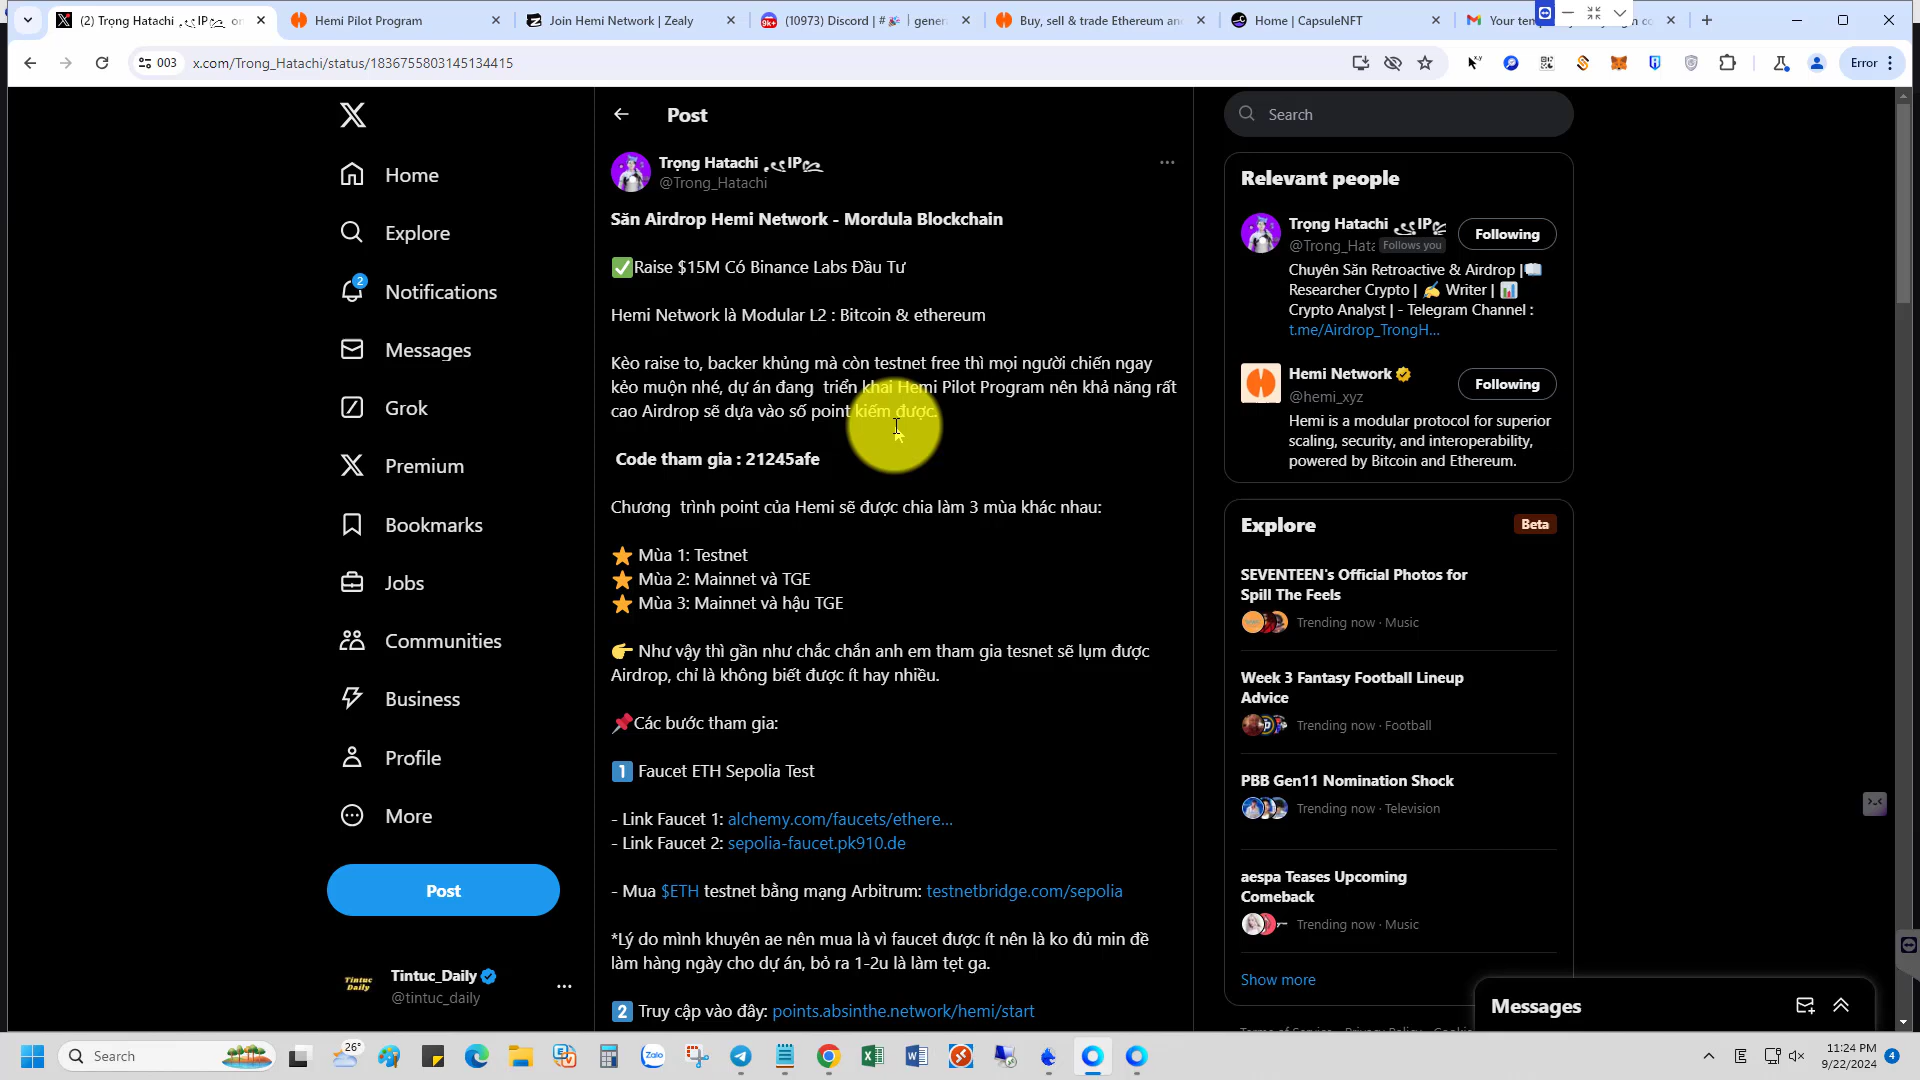 (2) Trọng Hatachi
IP
on
Hemi Pilot Program
Join Hemi Network | Zealy
(10973) Discord | #
| gener
Buy, sell & trade Ethereum an
Home | CapsuleNFT
Your ten
003
x.com/Trong_Hatachi/status/1836755803145134415
Error
Home
Explore
2
Notifications
Messages
Grok
Premium
Bookmarks
Jobs
Communities
Business
Profile
More
Post
Tintuc Daily
Tintuc_Daily
@tintuc_daily
Post
Trọng Hatachi
IP
@Trong_Hatachi
Săn Airdrop Hemi Network - Mordula Blockchain
✅Raise $15M Có Binance Labs Đầu Tư
Hemi Network là Modular L2 : Bitcoin & ethereum
Kèo raise to, backer khủng mà còn testnet free thì mọi người chiến ngay
kẻo muộn nhé, dự án đang  triển khai Hemi Pilot Program nên khả năng rất
cao Airdrop sẽ dựa vào số point kiếm được.
Code tham gia : 21245afe
Chương  trình point của Hemi sẽ được chia làm 3 mùa khác nhau:
⭐ Mùa 1: Testnet
⭐ Mùa 2: Mainnet và TGE
⭐ Mùa 3: Mainnet và hậu TGE
👉 Như vậy thì gần như chắc chắn anh em tham gia tesnet sẽ lụm được
Airdrop, chỉ là không biết được ít hay nhiều.
📌Các bước tham gia:
1️⃣ Faucet ETH Sepolia Test
- Link Faucet 1: alchemy.com/faucets/ethere...
- Link Faucet 2: sepolia-faucet.pk910.de
- Mua $ETH testnet bằng mạng Arbitrum: testnetbridge.com/sepolia
*Lý do mình khuyên ae nên mua là vì faucet được ít nên là ko đủ min đề
làm hàng ngày cho dự án, bỏ ra 1-2u là làm tẹt ga.
2️⃣ Truy cập vào đây: points.absinthe.network/hemi/start
Search
Relevant people
Trọng Hatachi
IP
@Trong_Hata
Follows you
Following
Chuyên Săn Retroactive & Airdrop |📖
Researcher Crypto | ✍ Writer | 📊
Crypto Analyst | - Telegram Channel :
t.me/Airdrop_TrongH...
Hemi Network
@hemi_xyz
Following
Hemi is a modular protocol for superior
scaling, security, and interoperability,
powered by Bitcoin and Ethereum.
Explore
Beta
SEVENTEEN's Official Photos for
Spill The Feels
Trending now · Music
Week 3 Fantasy Football Lineup
Advice
Trending now · Football
PBB Gen11 Nomination Shock
Trending now · Television
aespa Teases Upcoming
Comeback
Trending now · Music
Show more
Messages
Search
26°
Zalo
11:24 PM
9/22/2024
4